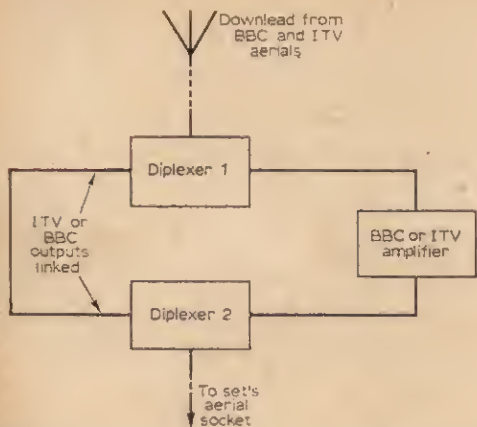 Downlead from
BBC and ITV
aerials
Diplexer 1
ITV or
BBC
outputs
linked
BBC or ITV
amplifier
Diplexer 2
To set's
aerial
socket